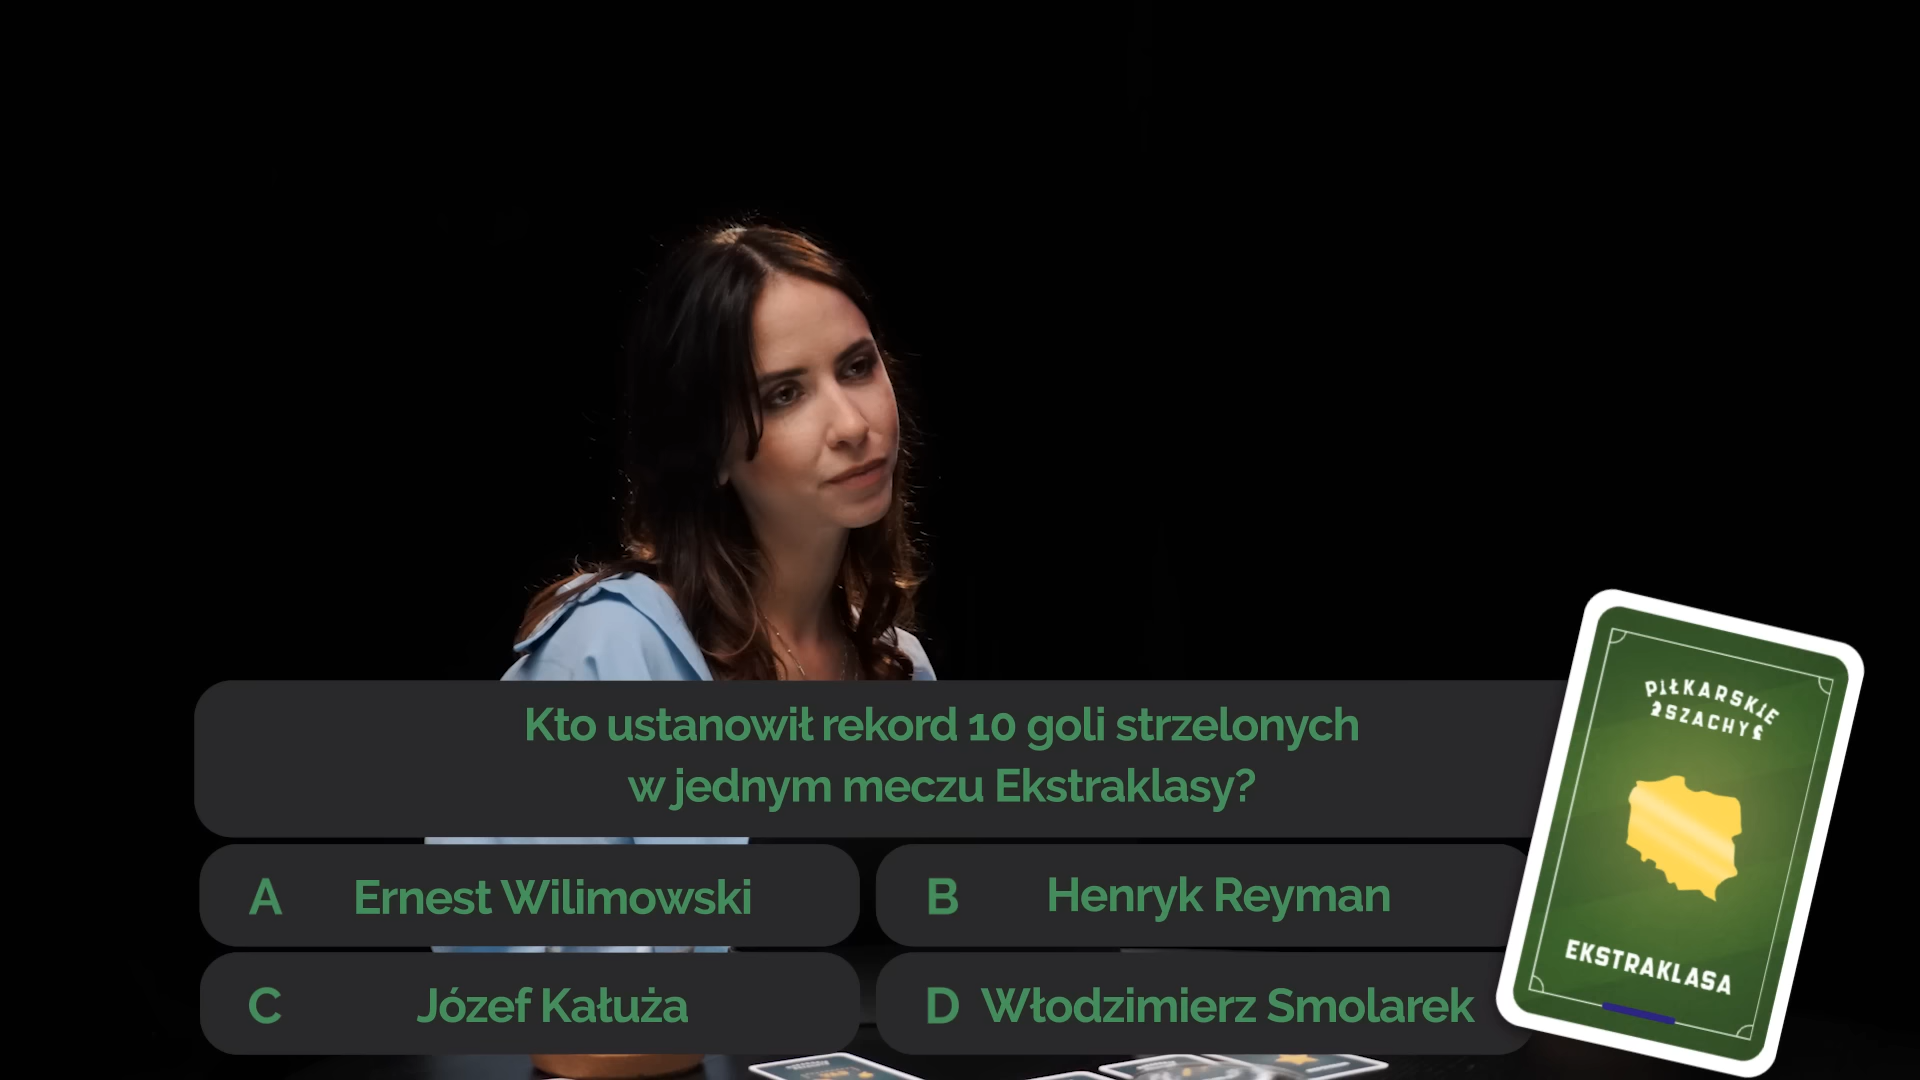 Kto ustanowił rekord 10 goli strzelonych
w jednym meczu Ekstraklasy?
A Ernest Wilimowski
B Henryk Reyman
C Józef Kałuża
D Włodzimierz Smolarek
PIŁKARSKIE
SZACHY
EKSTRAKLASA